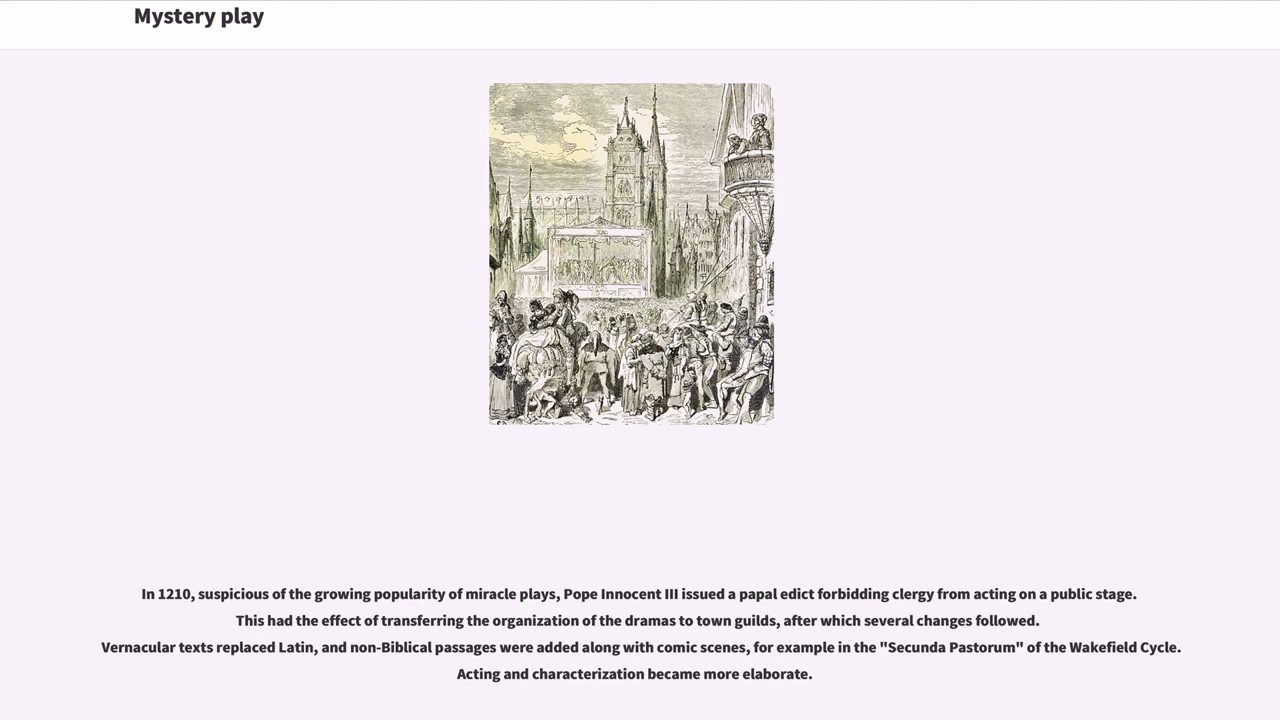 Mystery play
In 1210, suspicious of the growing popularity of miracle plays, Pope Innocent III issued a papal edict forbidding clergy from acting on a public stage.
This had the effect of transferring the organization of the dramas to town guilds, after which several changes followed.
Vernacular texts replaced Latin, and non-Biblical passages were added along with comic scenes, for example in the "Secunda Pastorum" of the Wakefield Cycle.
Acting and characterization became more elaborate.